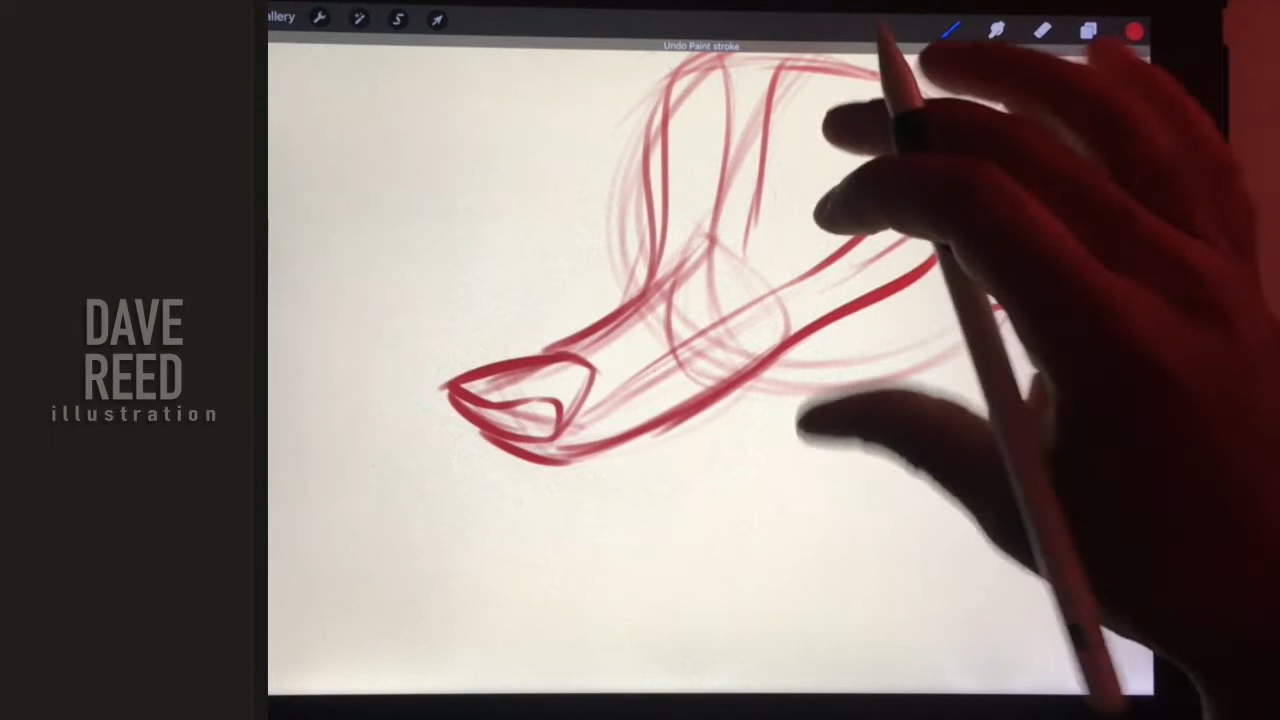 allery
Undo Paint stroke
DAVE
REED
illustration